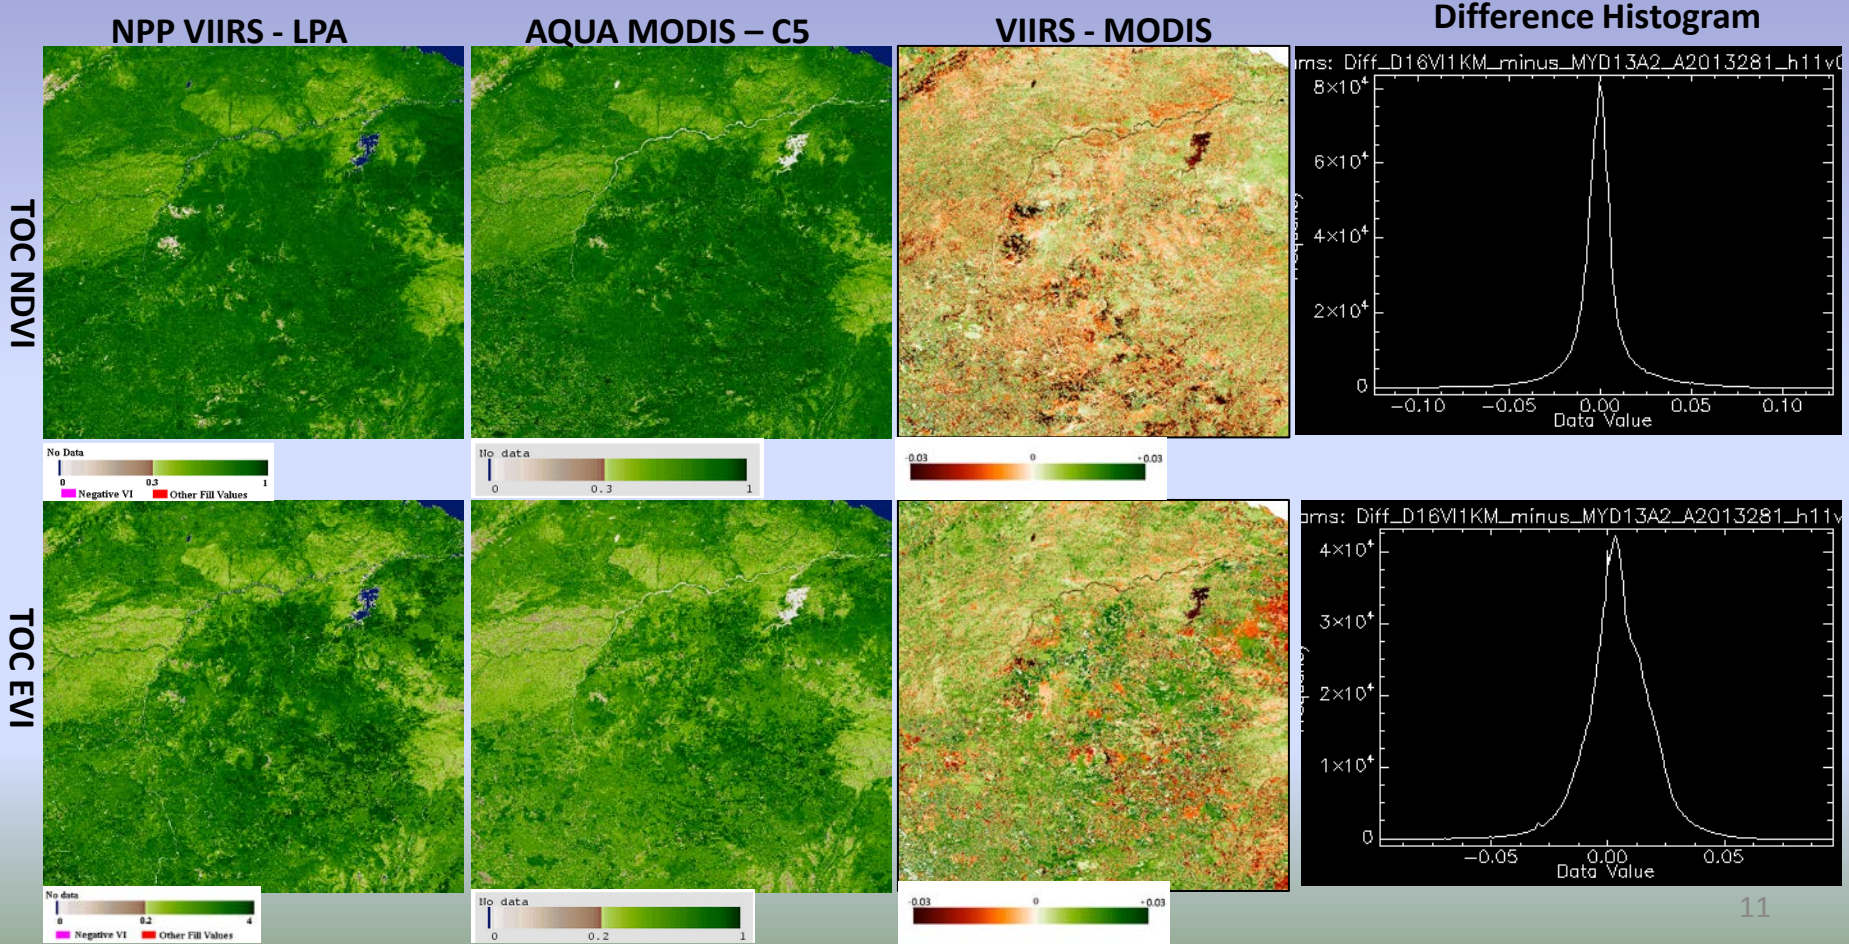 NPP VIIRS - LPA
AQUA MODIS – C5
VIIRS - MODIS
Difference Histogram
TOC NDVI
ms: Diff_D16VI1KM_minus_MYD13A2_A2013281_h11v0
8×10⁴
6×10⁴
4×10⁴
2×10⁴
0
-0.10 -0.05 0.00 0.05 0.10
Data Value
No Data
0 0.3 1
Negative VI Other Fill Values
No data
0 0.3 1
-0.03 0 +0.03
TOC EVI
ams: Diff_D16VI1KM_minus_MYD13A2_A2013281_h11v
4×10⁴
3×10⁴
2×10⁴
1×10⁴
0
-0.05 0.00 0.05
Data Value
No data
0 0.2 4
Negative VI Other Fill Values
No data
0 0.2 1
-0.03 0 +0.03
11